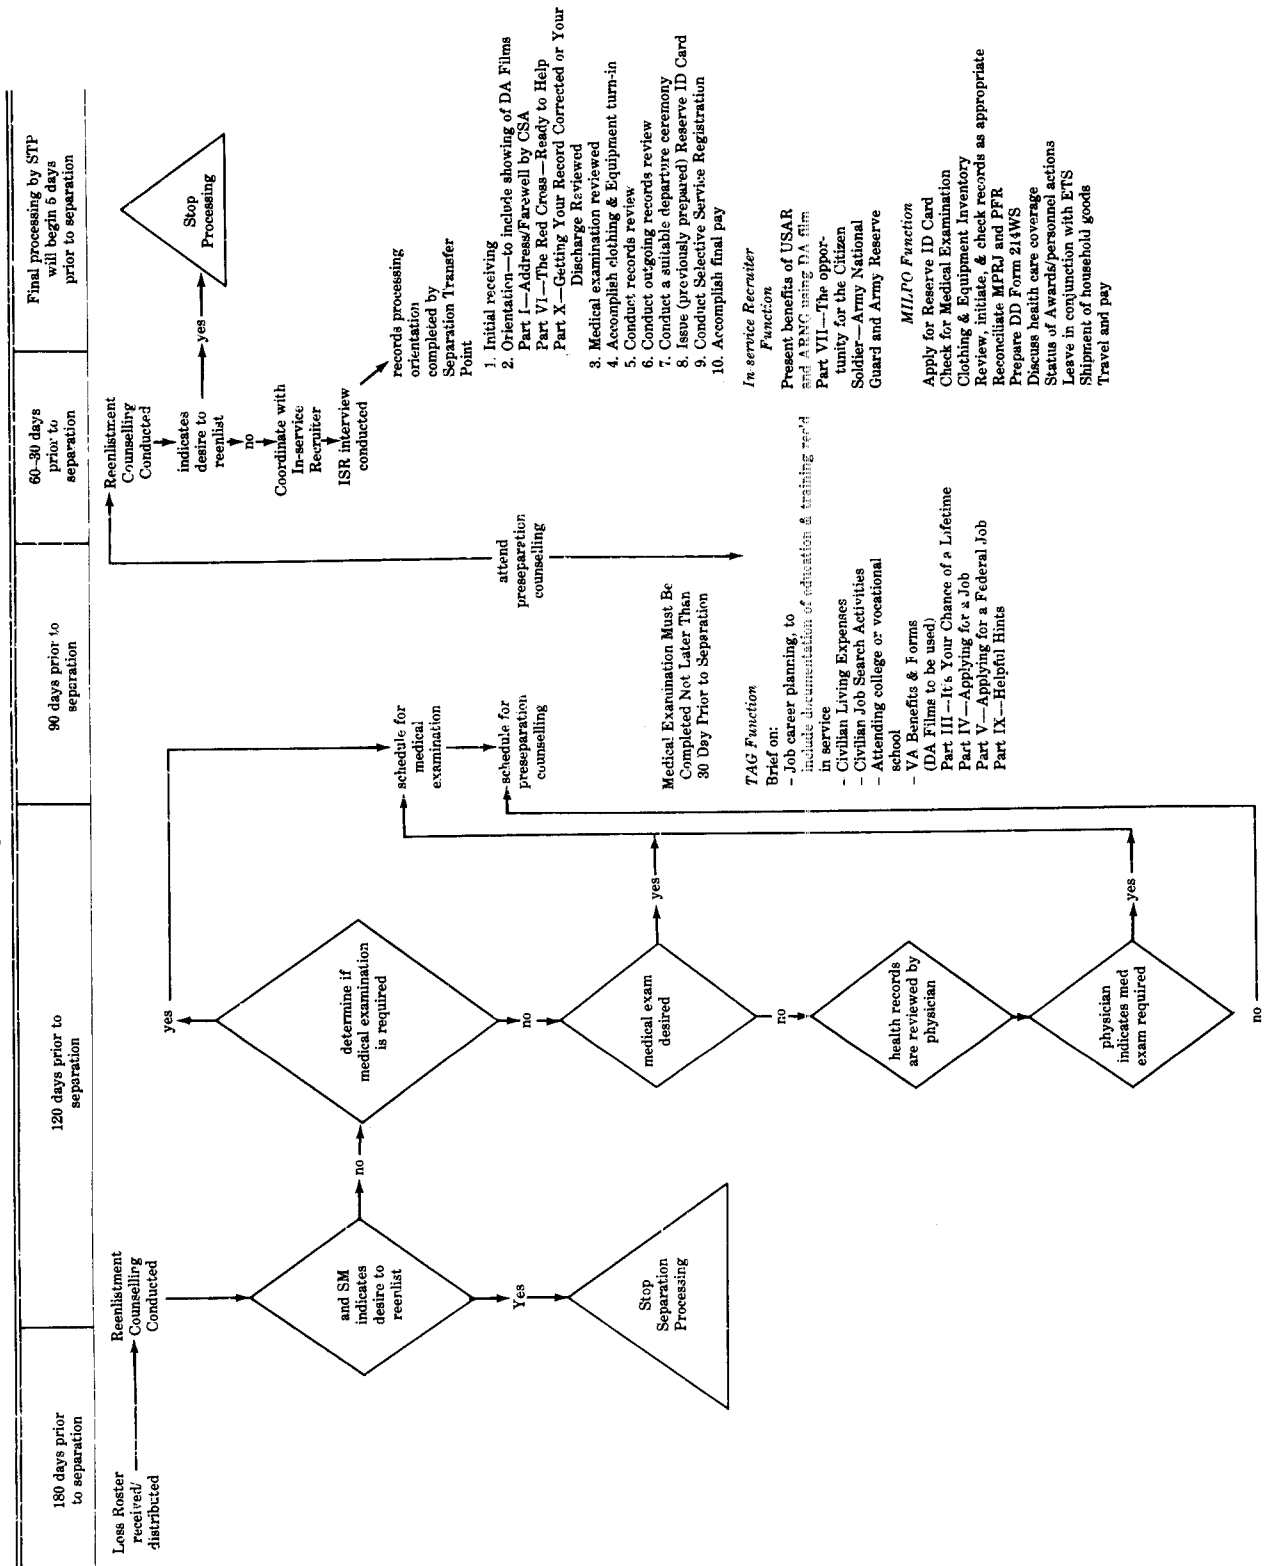 180 days prior
to separation
120 days prior to
separation
90 days prior to
separation
60-30 days
prior to
separation
Final processing by STP
will begin 5 days
prior to separation
Loss Roster
received/
distributed
Reenlistment
Counselling
Conducted
and SM
indicates
desire to
reenlist
Yes
Stop
Separation
Processing
no
determine if
medical examination
is required
yes
no
medical exam
desired
yes
no
health records
are reviewed by
physician
physician
indicates med
exam required
yes
no
schedule for
medical
examination
schedule for
preseparation
counselling
attend
preseparation
counselling
Medical Examination Must Be
Completed Not Later Than
30 Day Prior to Separation
TAG Function
Brief on:
- Job career planning, to
include documentation of education & training rec'd
in service
- Civilian Living Expenses
- Civilian Job Search Activities
- Attending college or vocational
school
- VA Benefits & Forms
(DA Films to be used)
Part III—It's Your Chance of a Lifetime
Part IV—Applying for a Job
Part V—Applying for a Federal Job
Part IX—Helpful Hints
Reenlistment
Counselling
Conducted
indicates
desire to
reenlist
yes
Stop
Processing
no
Coordinate with
In-service
Recruiter
ISR interview
conducted
records processing
orientation
completed by
Separation Transfer
Point
1. Initial receiving
2. Orientation—to include showing of DA Films
Part I—Address/Farewell by CSA
Part VI—The Red Cross—Ready to Help
Part X—Getting Your Record Corrected or Your
Discharge Reviewed
3. Medical examination reviewed
4. Accomplish clothing & Equipment turn-in
5. Conduct records review
6. Conduct outgoing records review
7. Conduct a suitable departure ceremony
8. Issue (previously prepared) Reserve ID Card
9. Conduct Selective Service Registration
10. Accomplish final pay
In-service Recruiter
Function
Present benefits of USAR
and ARNG using DA film
Part VII—The oppor-
tunity for the Citizen
Soldier—Army National
Guard and Army Reserve
MILPO Function
Apply for Reserve ID Card
Check for Medical Examination
Clothing & Equipment Inventory
Review, initiate, & check records as appropriate
Reconciliate MPRJ and PFR
Prepare DD Form 214WS
Discuss health care coverage
Status of Awards/personnel actions
Leave in conjunction with ETS
Shipment of household goods
Travel and pay